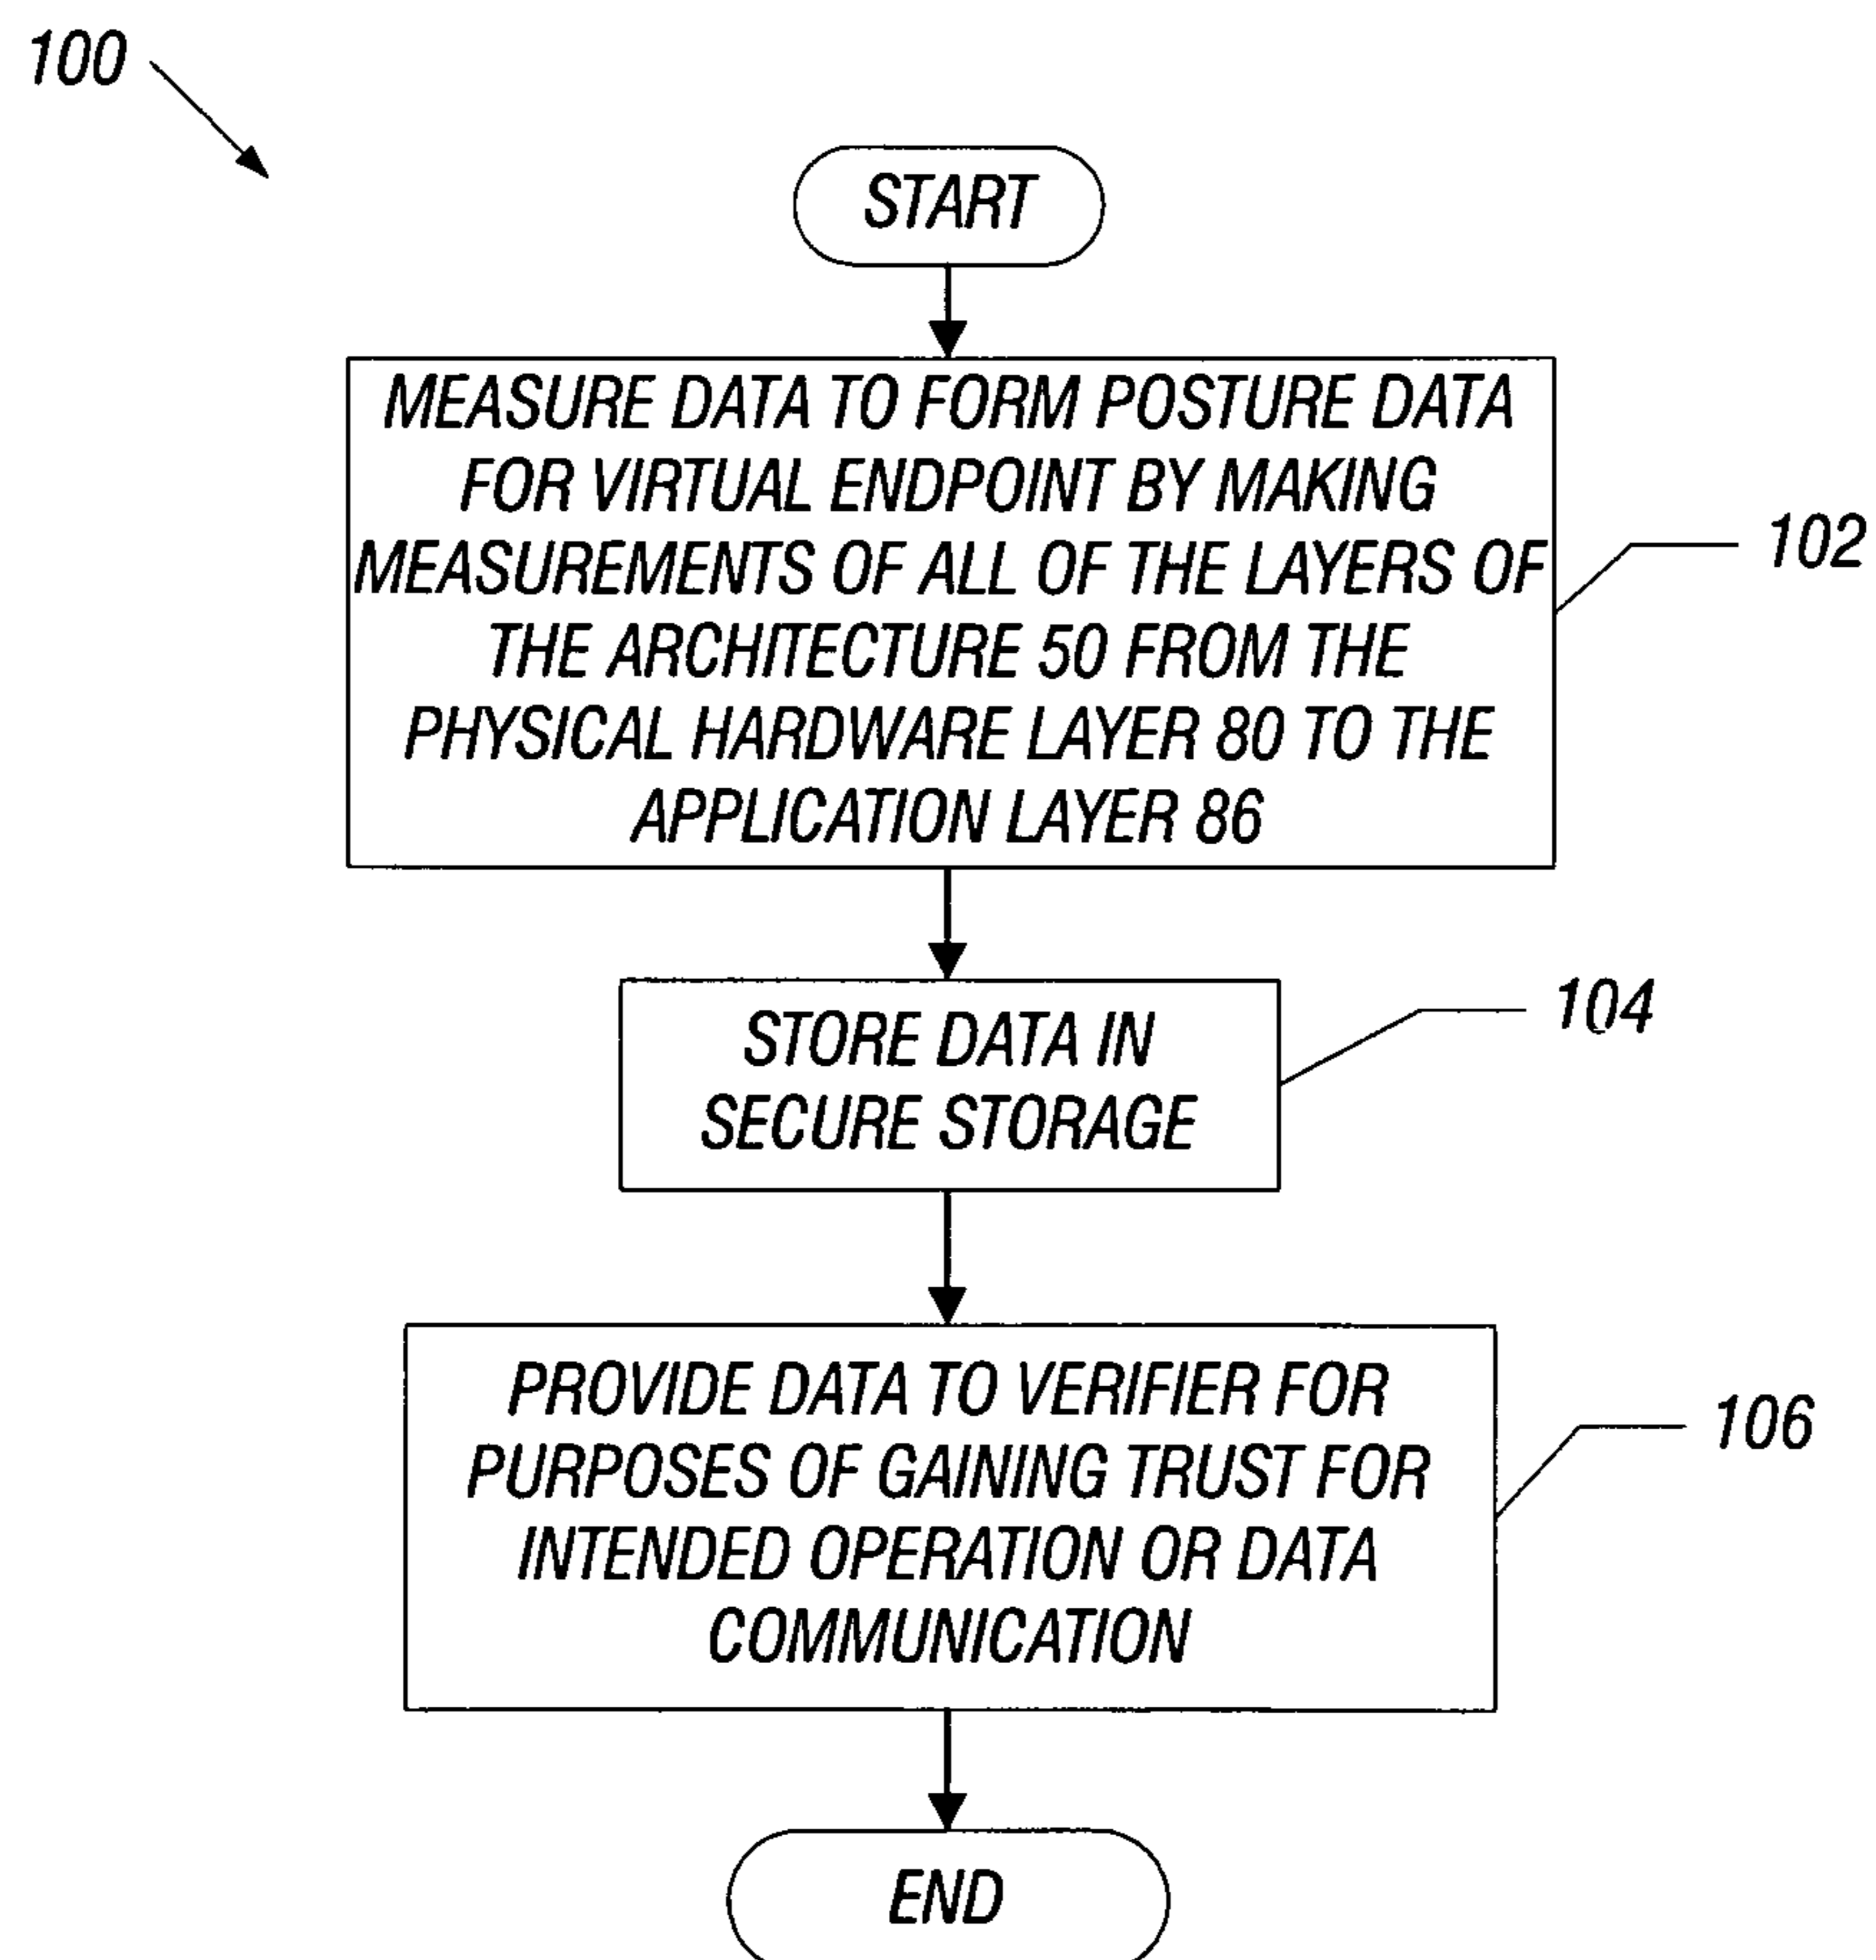 100
START
MEASURE DATA TO FORM POSTURE DATA
FOR VIRTUAL ENDPOINT BY MAKING
MEASUREMENTS OF ALL OF THE LAYERS OF
THE ARCHITECTURE 50 FROM THE
PHYSICAL HARDWARE LAYER 80 TO THE
APPLICATION LAYER 86
102
STORE DATA IN
SECURE STORAGE
104
PROVIDE DATA TO VERIFIER FOR
PURPOSES OF GAINING TRUST FOR
INTENDED OPERATION OR DATA
COMMUNICATION
106
END